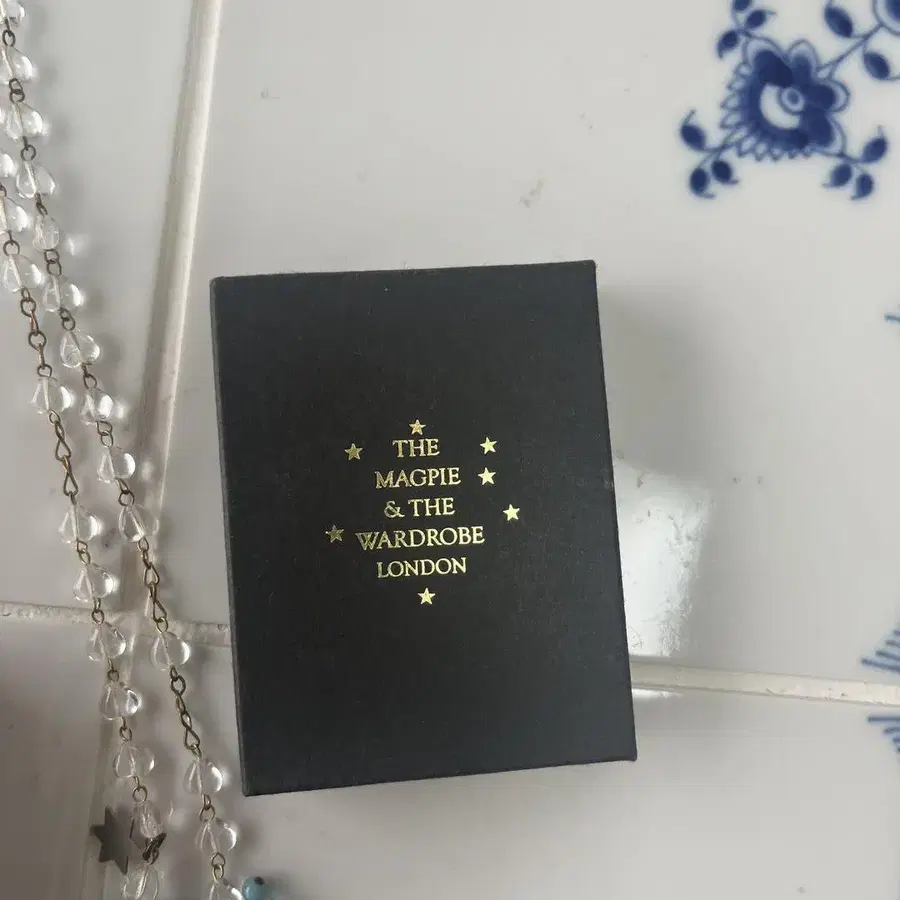 THE
MAGPIE
& THE
WARDROBE
LONDON